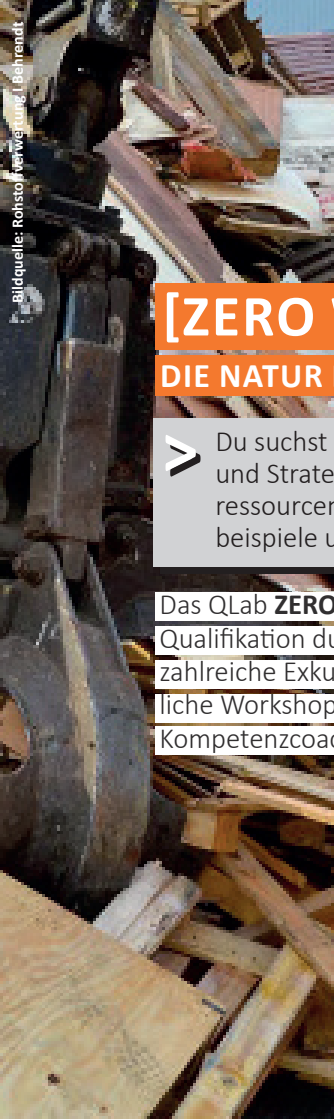 Bildquelle: Rohstoffverwertung I Behrendt
[ZERO
DIE NATUR
> Du suchst
und Strate
ressourcen
beispiele u
Das QLab ZERO
Qualifikation du
zahlreiche Exku
liche Workshop
Kompetenzcoac